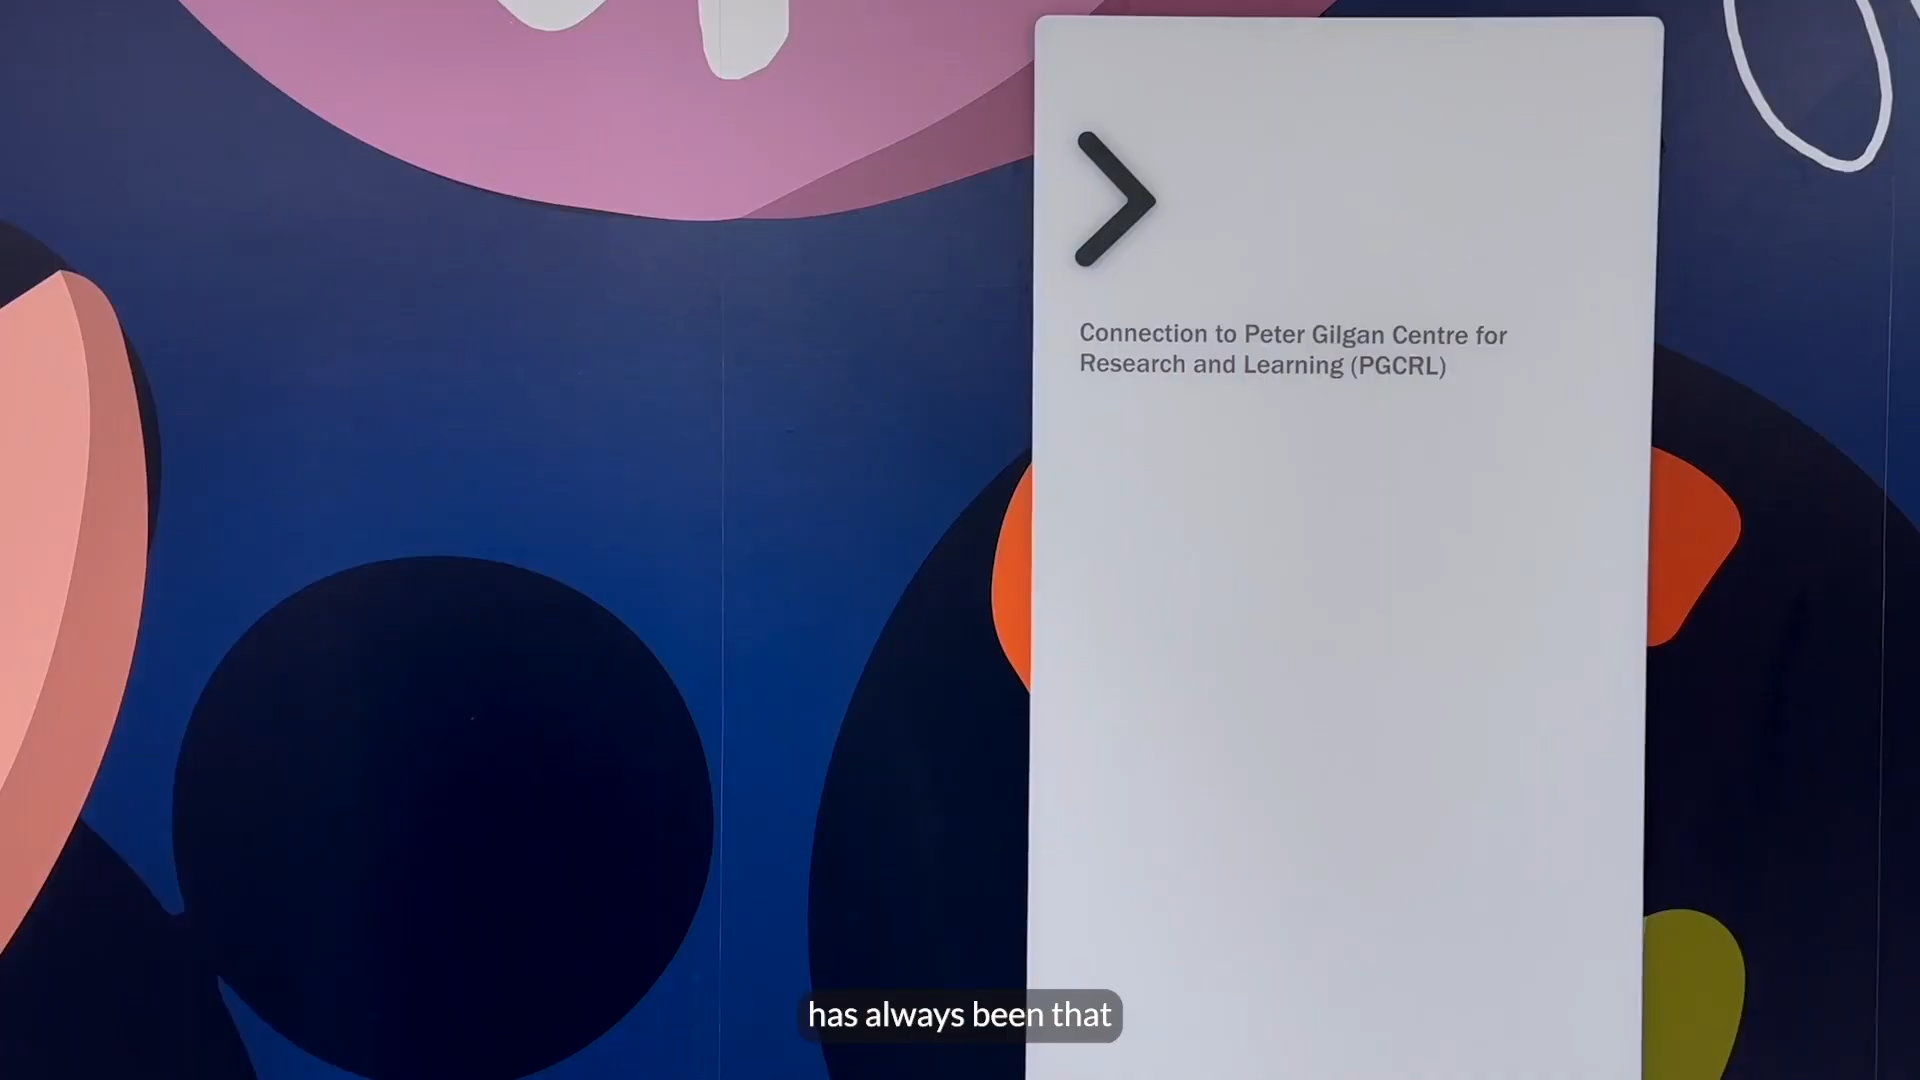 Connection to Peter Gilgan Centre for
Research and Learning (PGCRL)
has always been that